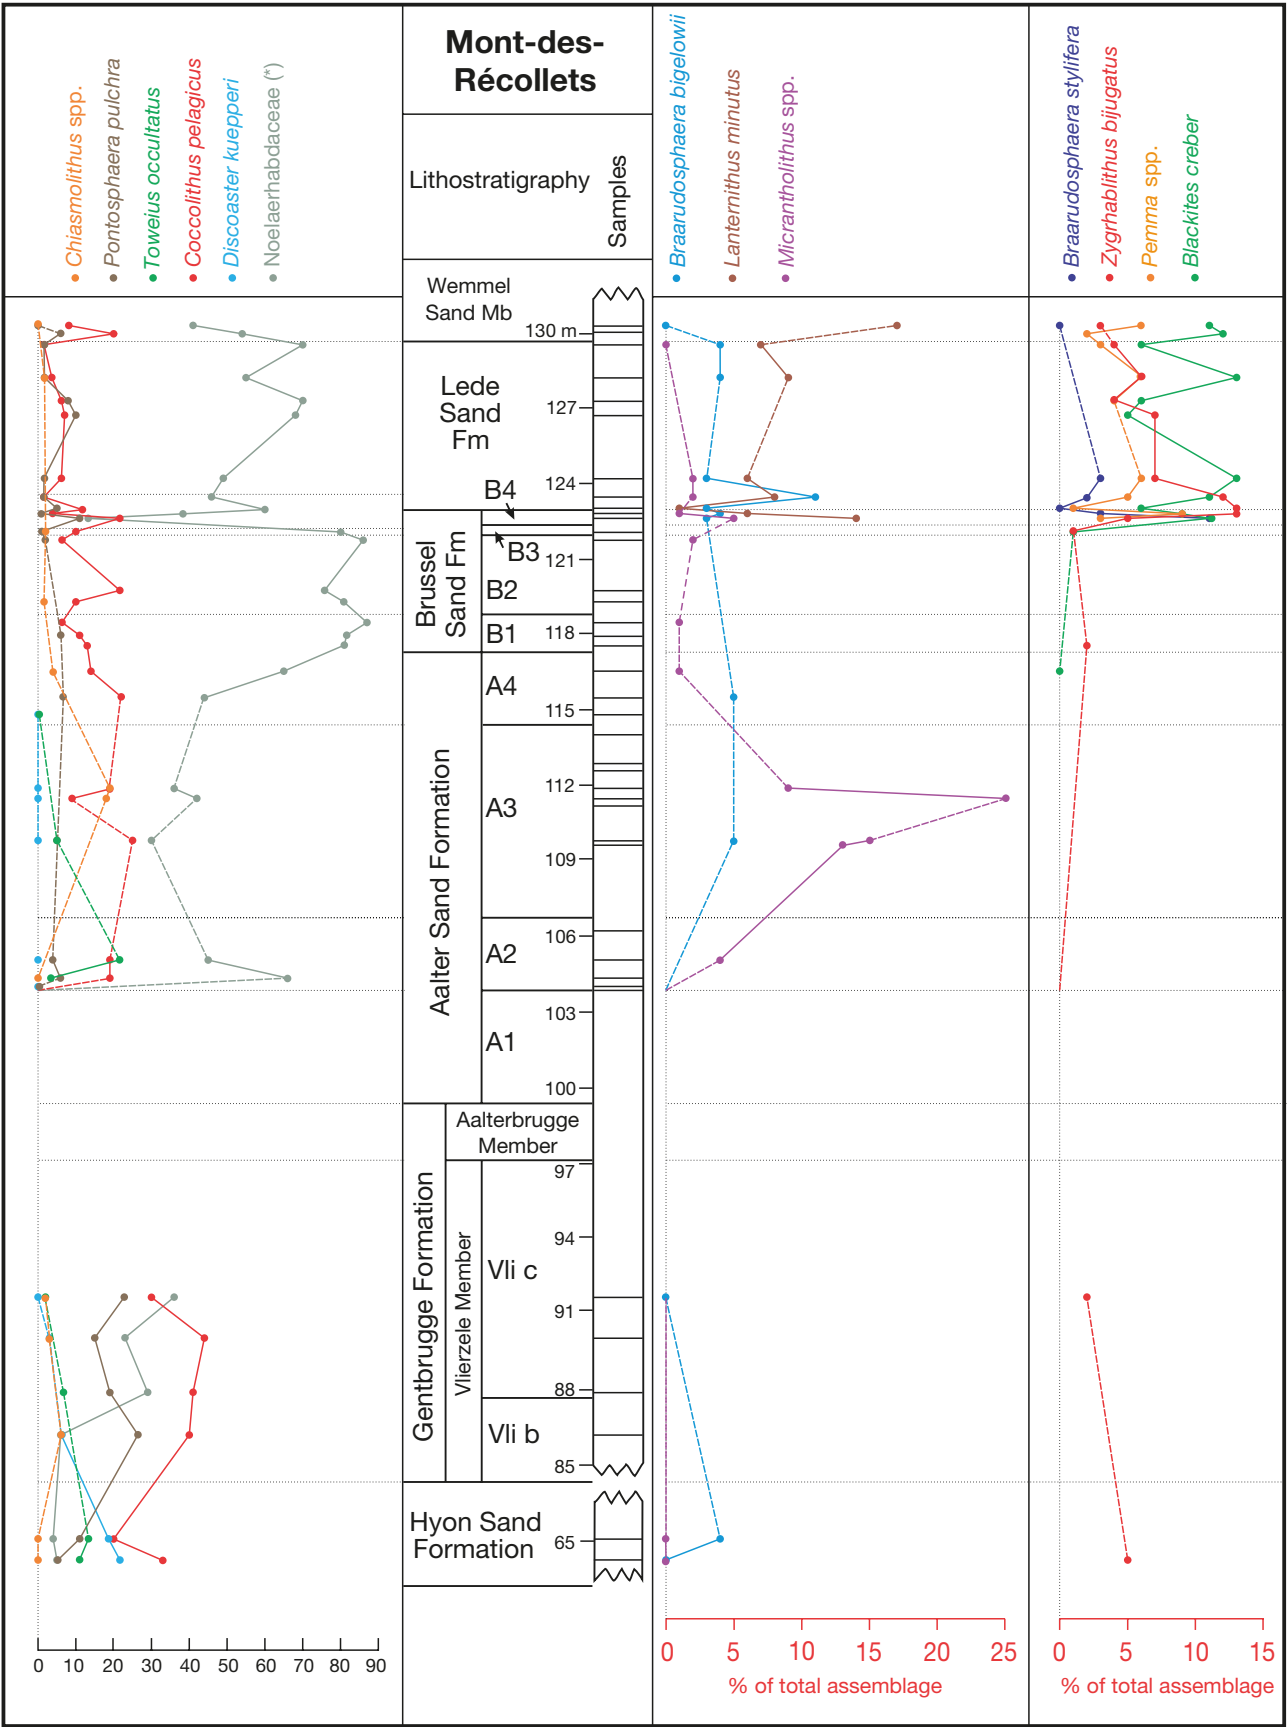 Chiasmolithus spp.
Pontosphaera pulchra
Toweius occultatus
Coccolithus pelagicus
Discoaster kuepperi
Noelaerhabdaceae (*)
Mont-des-
Récollets
Lithostratigraphy
Samples
Braarudosphaera bigelowii
Lanternithus minutus
Micrantholithus spp.
Braarudosphaera stylifera
Zygrhablithus bijugatus
Pemma spp.
Blackites creber
Wemmel
Sand Mb
130 m
Lede
Sand
Fm
127
124
B4
Brussel
Sand Fm
B3
121
B2
B1
118
Aalter Sand Formation
A4
115
112
A3
109
106
A2
103
A1
100
Gentbrugge Formation
Aalterbrugge
Member
97
Vlierzele Member
94
Vli c
91
88
Vli b
85
Hyon Sand
Formation
65
0 10 20 30 40 50 60 70 80 90
0 5 10 15 20 25
% of total assemblage
0 5 10 15
% of total assemblage